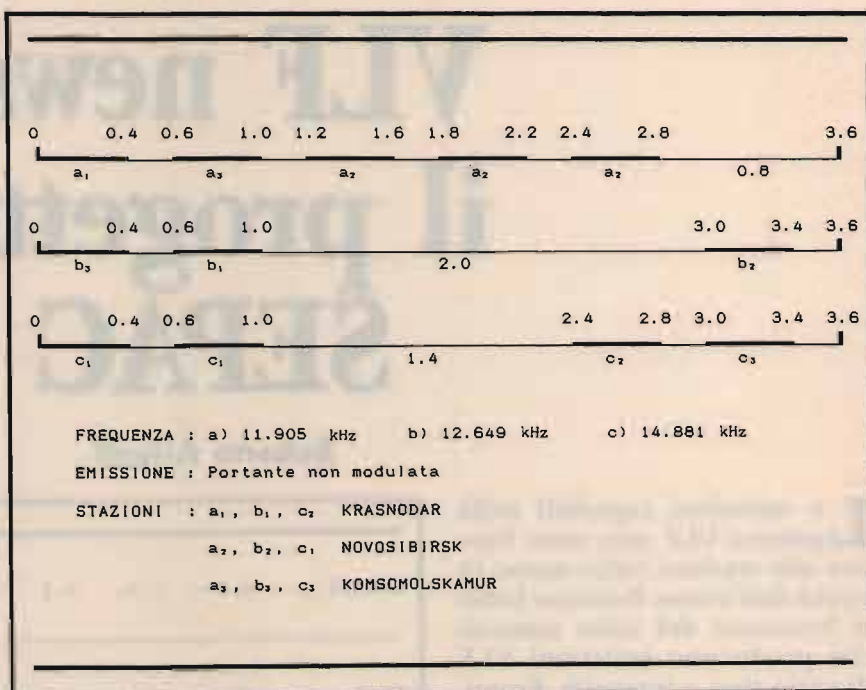 0 0.4 0.6 1.0 1.2 1.6 1.8 2.2 2.4 2.8 3.6
a₁ a₃ a₂ a₂ a₂ 0.8
0 0.4 0.6 1.0 3.0 3.4 3.6
b₃ b₁ 2.0 b₂
0 0.4 0.6 1.0 2.4 2.8 3.0 3.4 3.6
c₁ c₁ 1.4 c₂ c₃
FREQUENZA : a) 11.905 kHz b) 12.649 kHz c) 14.881 kHz
EMISSIONE : Portante non modulata
STAZIONI : a₁, b₁, c₂ KRASNODAR
a₂, b₂, c₁ NOVOSIBIRSK
a₃, b₃, c₃ KOMSOMOLSKAMUR